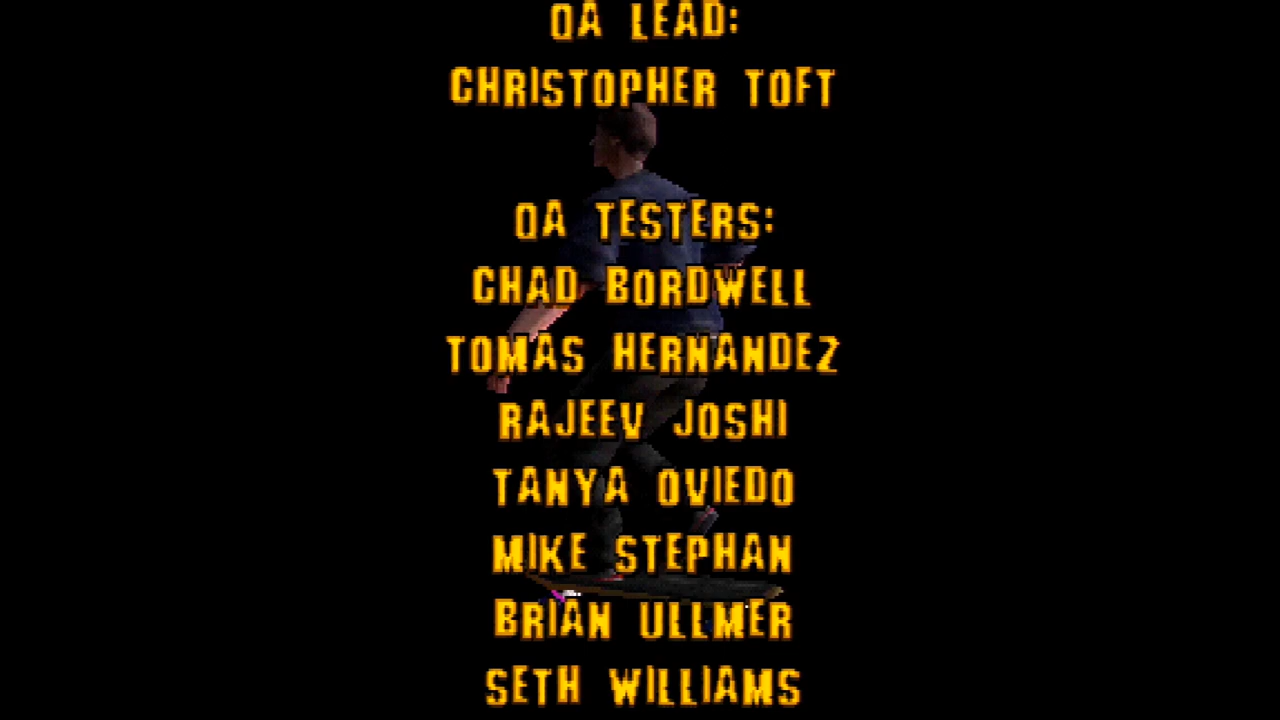 QA LEAD:
CHRISTOPHER TOFT
QA TESTERS:
CHAD BORDWELL
TOMAS HERNANDEZ
RAJEEV JOSHI
TANYA OVIEDO
MIKE STEPHAN
BRIAN ULLMER
SETH WILLIAMS